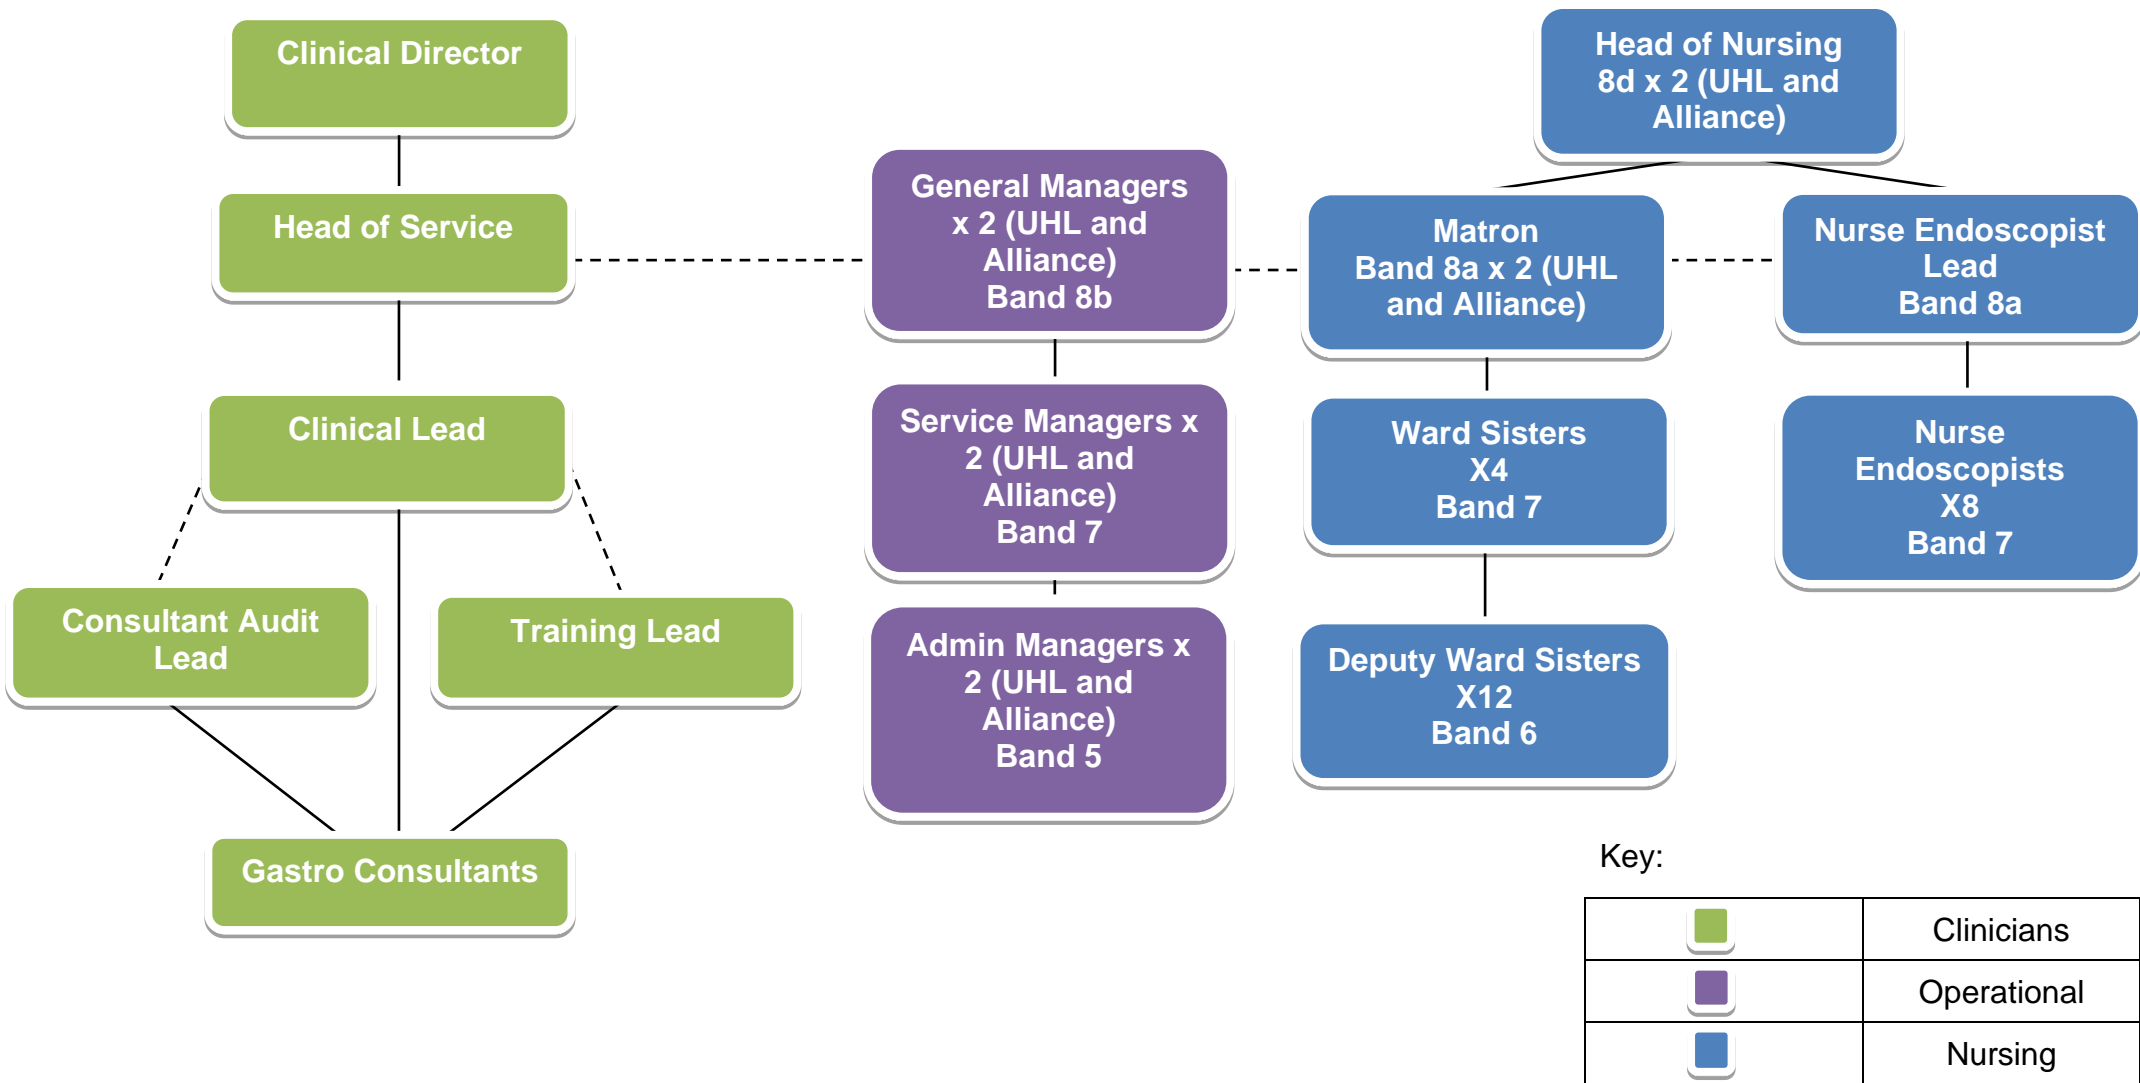 Clinical Director
Head of Service
Clinical Lead
Consultant Audit
Lead
Training Lead
Gastro Consultants
General Managers
x 2 (UHL and
Alliance)
Band 8b
Service Managers x
2 (UHL and
Alliance)
Band 7
Admin Managers x
2 (UHL and
Alliance)
Band 5
Head of Nursing
8d x 2 (UHL and
Alliance)
Matron
Band 8a x 2 (UHL
and Alliance)
Ward Sisters
X4
Band 7
Deputy Ward Sisters
X12
Band 6
Nurse Endoscopist
Lead
Band 8a
Nurse
Endoscopists
X8
Band 7
Key:
Clinicians
Operational
Nursing